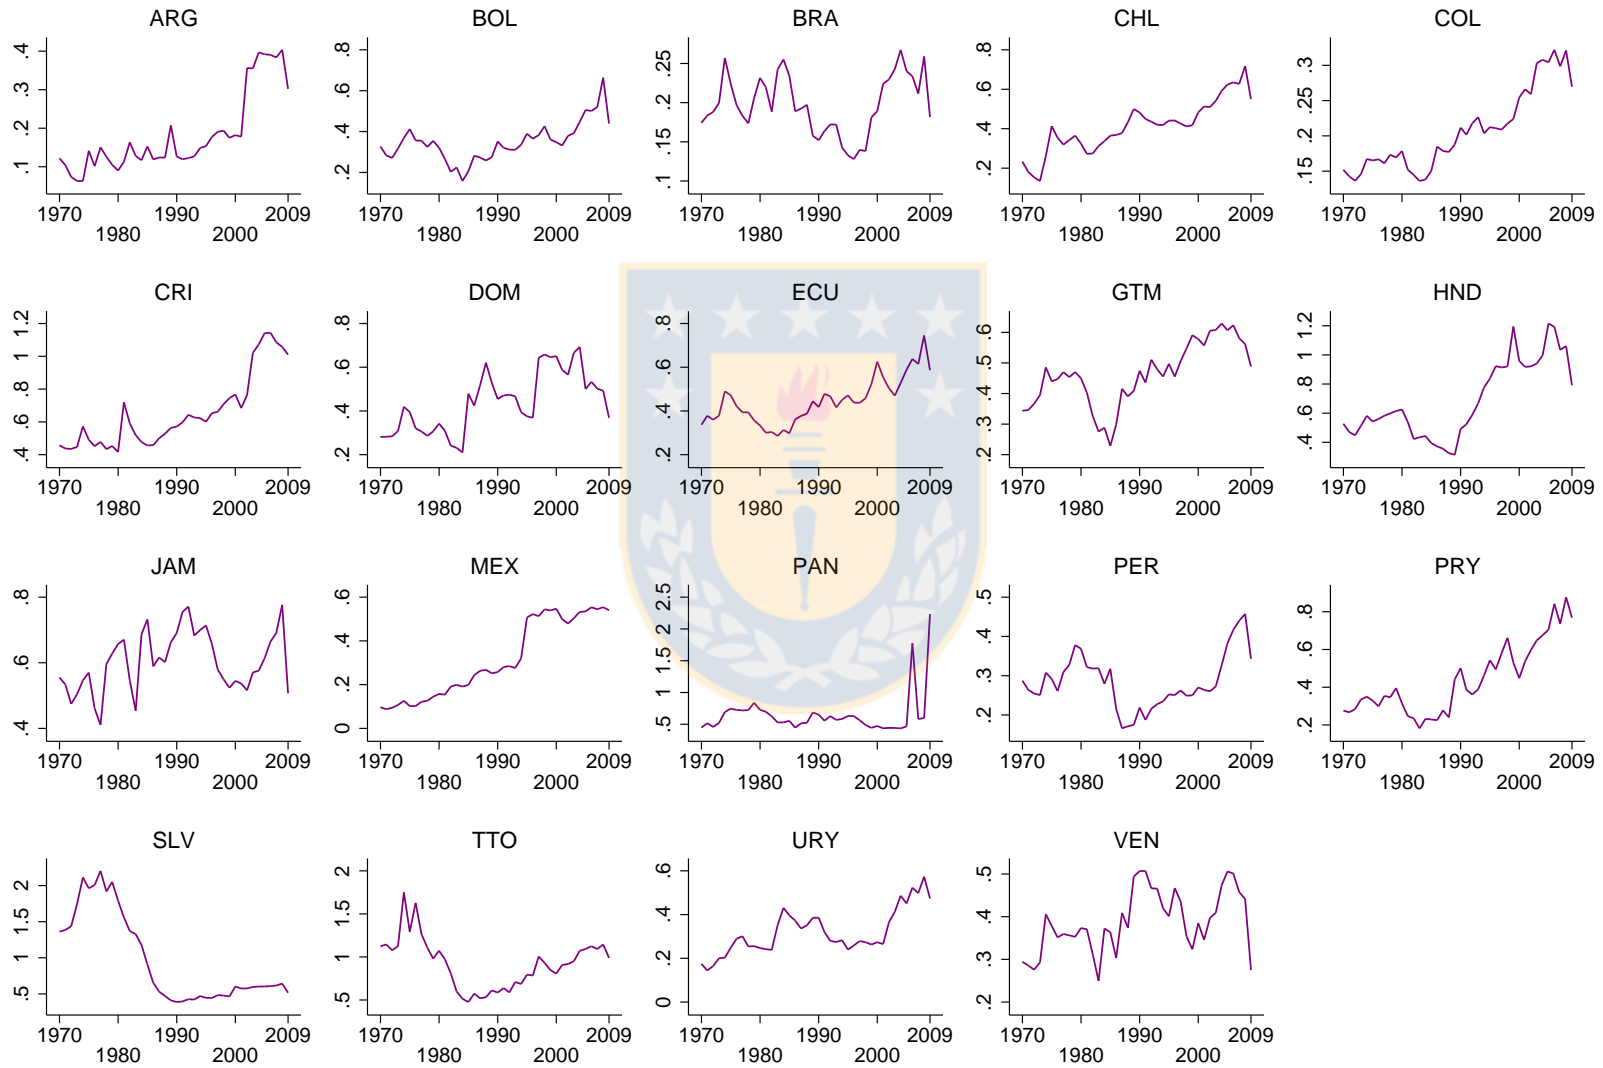 ARG BOL BRA CHL COL
.4 .3 .2 .1
.8 .6 .4 .2
.25 .2 .15 .1
.8 .6 .4 .2
.3 .25 .2 .15
1970 1990 2009 1970 1990 2009 1970 1990 2009 1970 1990 2009 1970 1990 2009
1980 2000 1980 2000 1980 2000 1980 2000 1980 2000
CRI DOM ECU GTM HND
1.2 1 .8 .6 .4
.8 .6 .4 .2
.8 .6 .4 .2
.6 .5 .4 .3 .2
1.2 1 .8 .6 .4
1970 1990 2009 1970 1990 2009 1970 1990 2009 1970 1990 2009 1970 1990 2009
1980 2000 1980 2000 1980 2000 1980 2000 1980 2000
JAM MEX PAN PER PRY
.8 .6 .4
.6 .4 .2 0
2.5 2 1.5 1 .5
.5 .4 .3 .2
.8 .6 .4 .2
1970 1990 2009 1970 1990 2009 1970 1990 2009 1970 1990 2009 1970 1990 2009
1980 2000 1980 2000 1980 2000 1980 2000 1980 2000
SLV TTO URY VEN
2 1.5 1 .5
2 1.5 1 .5
.6 .4 .2 0
.5 .4 .3 .2
1970 1990 2009 1970 1990 2009 1970 1990 2009 1970 1990 2009
1980 2000 1980 2000 1980 2000 1980 2000